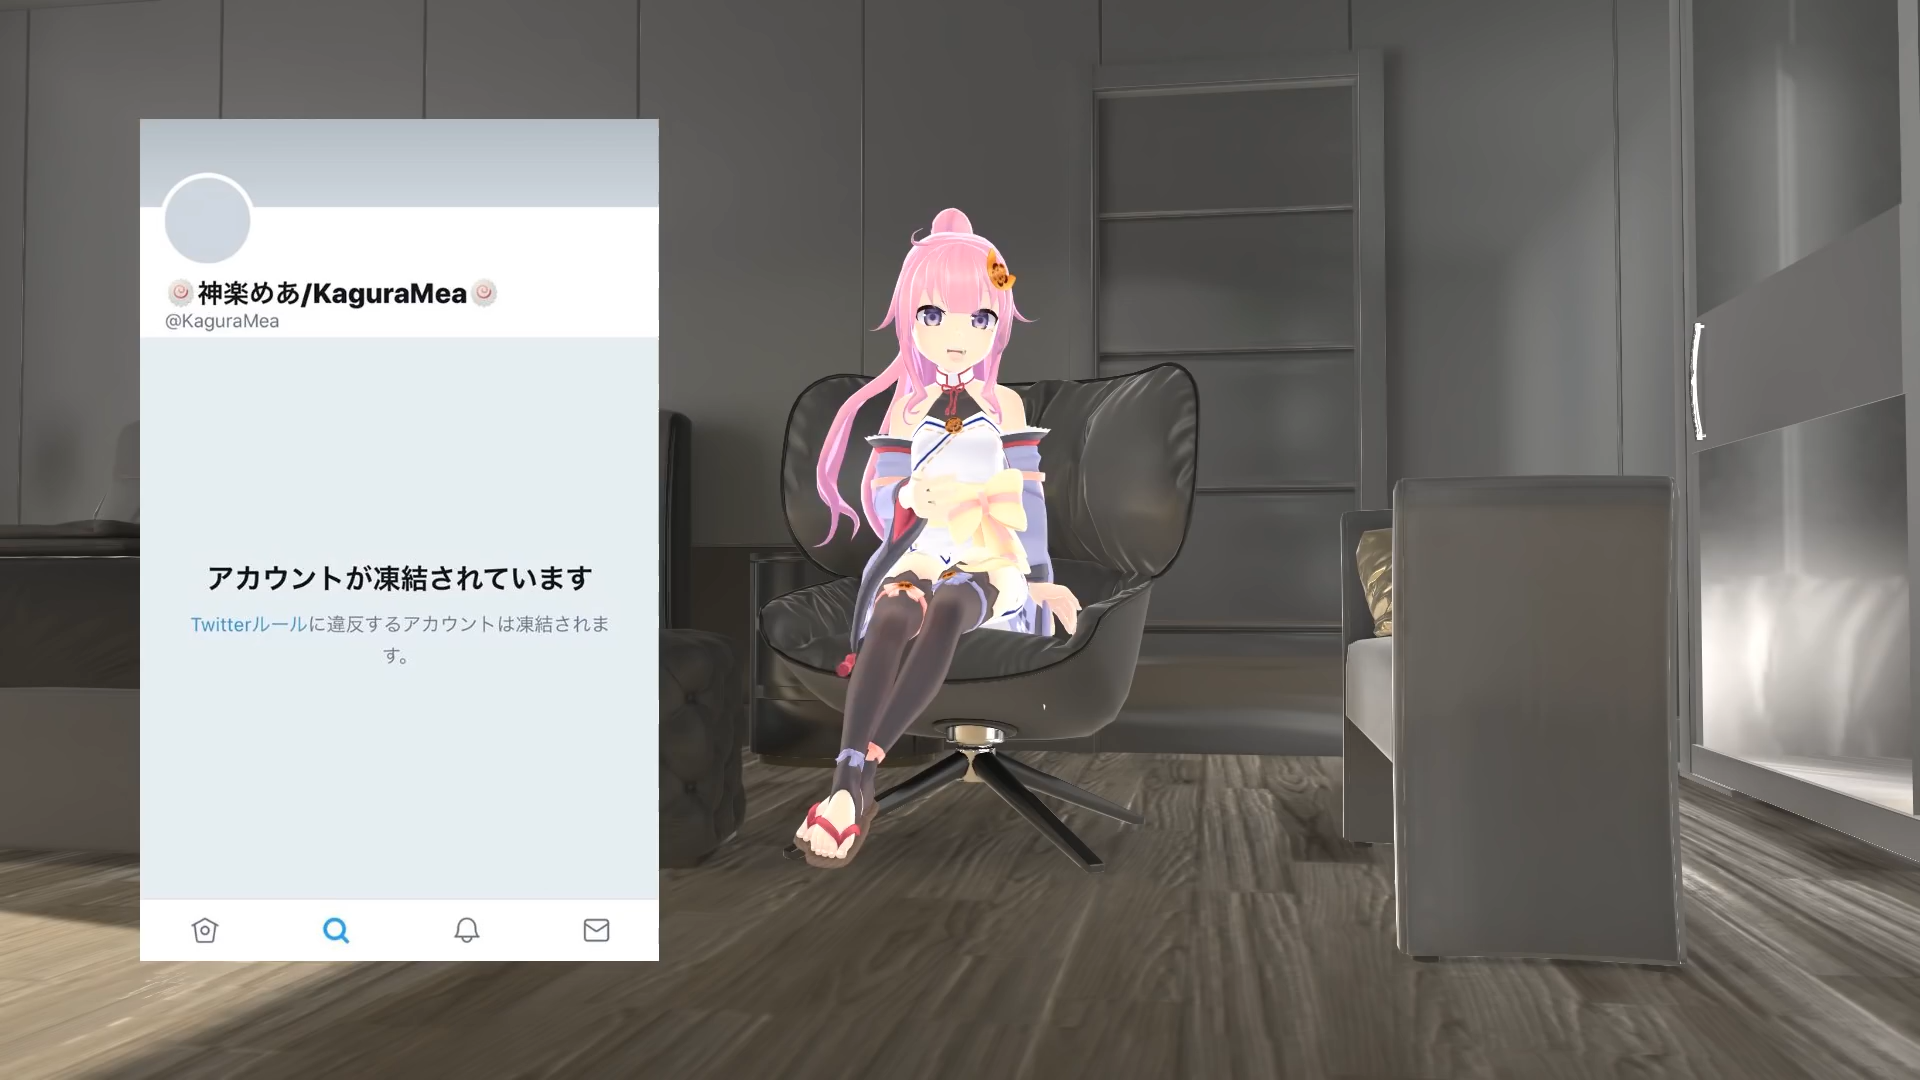 🍥神楽めあ/KaguraMea🍥
@KaguraMea
アカウントが凍結されています
Twitterルールに違反するアカウントは凍結されま
す。